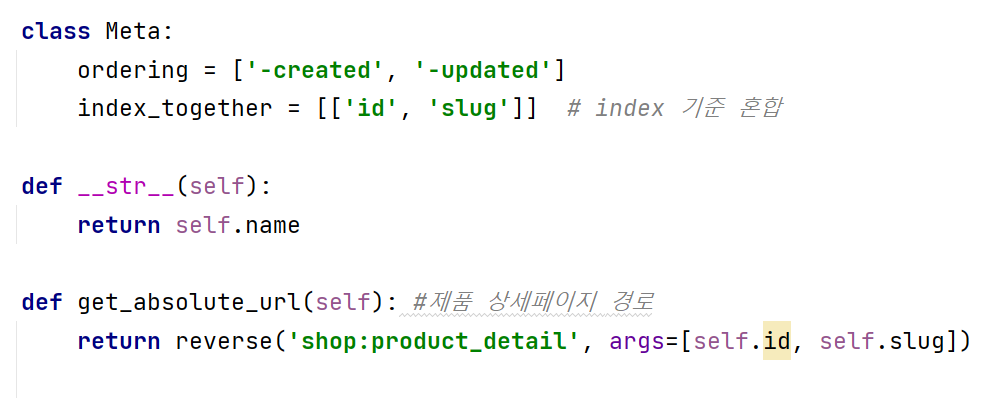 class Meta:
    ordering = ['-created', '-updated']
    index_together = [['id', 'slug']]  # index 기준 혼합
def __str__(self):
    return self.name
def get_absolute_url(self): #제품 상세페이지 경로
    return reverse('shop:product_detail', args=[self.id, self.slug])